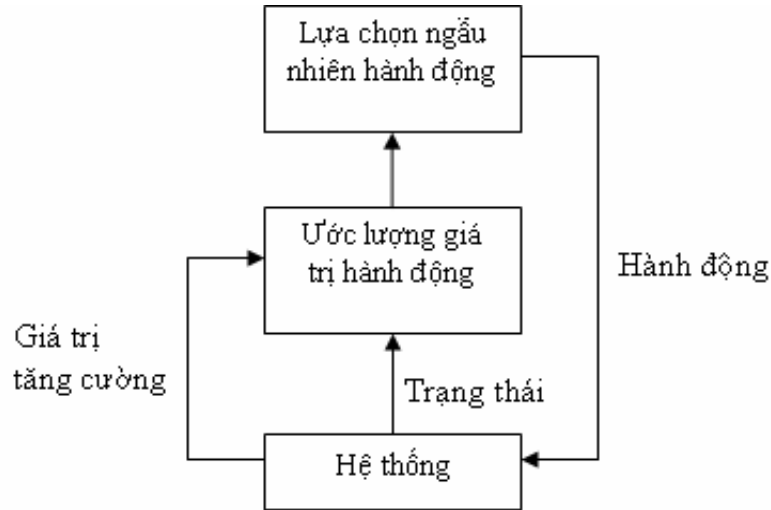 Lựa chọn ngẫu
nhiên hành động
Ước lượng giá
trị hành động
Hành động
Giá trị
tăng cường
Trạng thái
Hệ thống